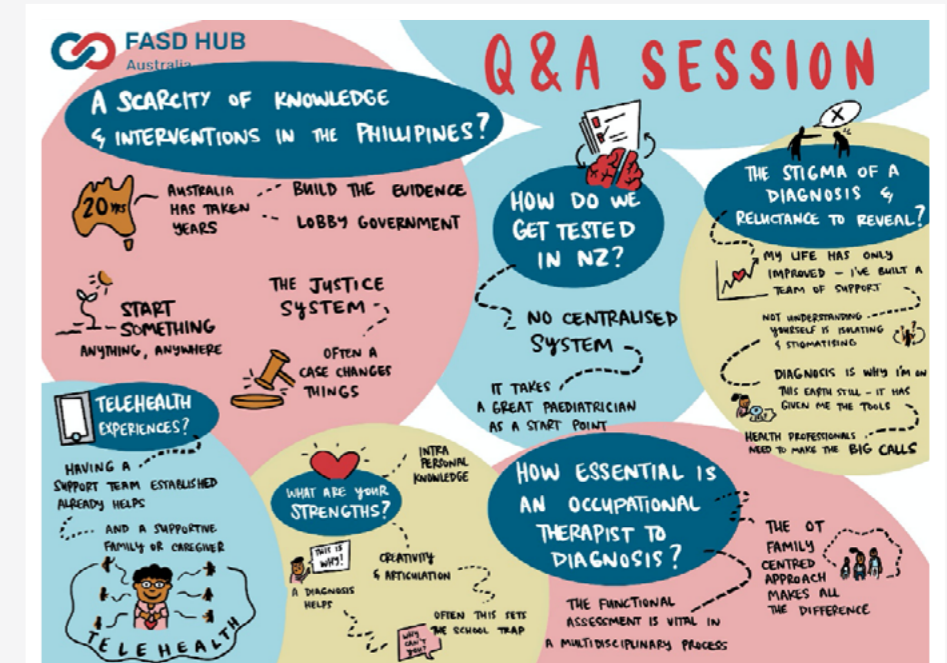 FASD HUB
Australia
Q&A SESSION
A SCARCITY OF KNOWLEDGE
& INTERVENTIONS IN THE PHILLIPINES?
20 YRS
AUSTRALIA
HAS TAKEN
YEARS
BUILD THE EVIDENCE
LOBBY GOVERNMENT
START
SOMETHING
ANYTHING, ANYWHERE
THE JUSTICE
SYSTEM
OFTEN A
CASE CHANGES
THINGS
HOW DO WE
GET TESTED
IN NZ?
NO CENTRALISED
SYSTEM
IT TAKES
A GREAT PAEDIATRICIAN
AS A START POINT
X
THE STIGMA OF A
DIAGNOSIS &
RELUCTANCE TO REVEAL?
MY LIFE HAS ONLY
IMPROVED - I'VE BUILT A
TEAM OF SUPPORT
NOT UNDERSTANDING
YOURSELF IS ISOLATING
& STIGMATISING
?
DIAGNOSIS IS WHY I'M ON
THIS EARTH STILL - IT HAS
GIVEN ME THE TOOLS
HEALTH PROFESSIONALS
NEED TO MAKE THE BIG CALLS
TELEHEALTH
EXPERIENCES?
HAVING A
SUPPORT TEAM ESTABLISHED
ALREADY HELPS
AND A SUPPORTIVE
FAMILY OR CAREGIVER
TELEHEALTH
WHAT ARE YOUR
STRENGTHS?
INTRA
PERSONAL
KNOWLEDGE
THIS IS
WHY!
A DIAGNOSIS
HELPS
CREATIVITY
& ARTICULATION
OFTEN THIS SETS
THE SCHOOL TRAP
WHY
CAN'T
YOU?
HOW ESSENTIAL IS
AN OCCUPATIONAL
THERAPIST TO
DIAGNOSIS?
THE FUNCTIONAL
ASSESSMENT IS VITAL IN
A MULTIDISCIPLINARY PROCESS
THE OT
FAMILY
CENTRED
APPROACH
MAKES ALL
THE DIFFERENCE